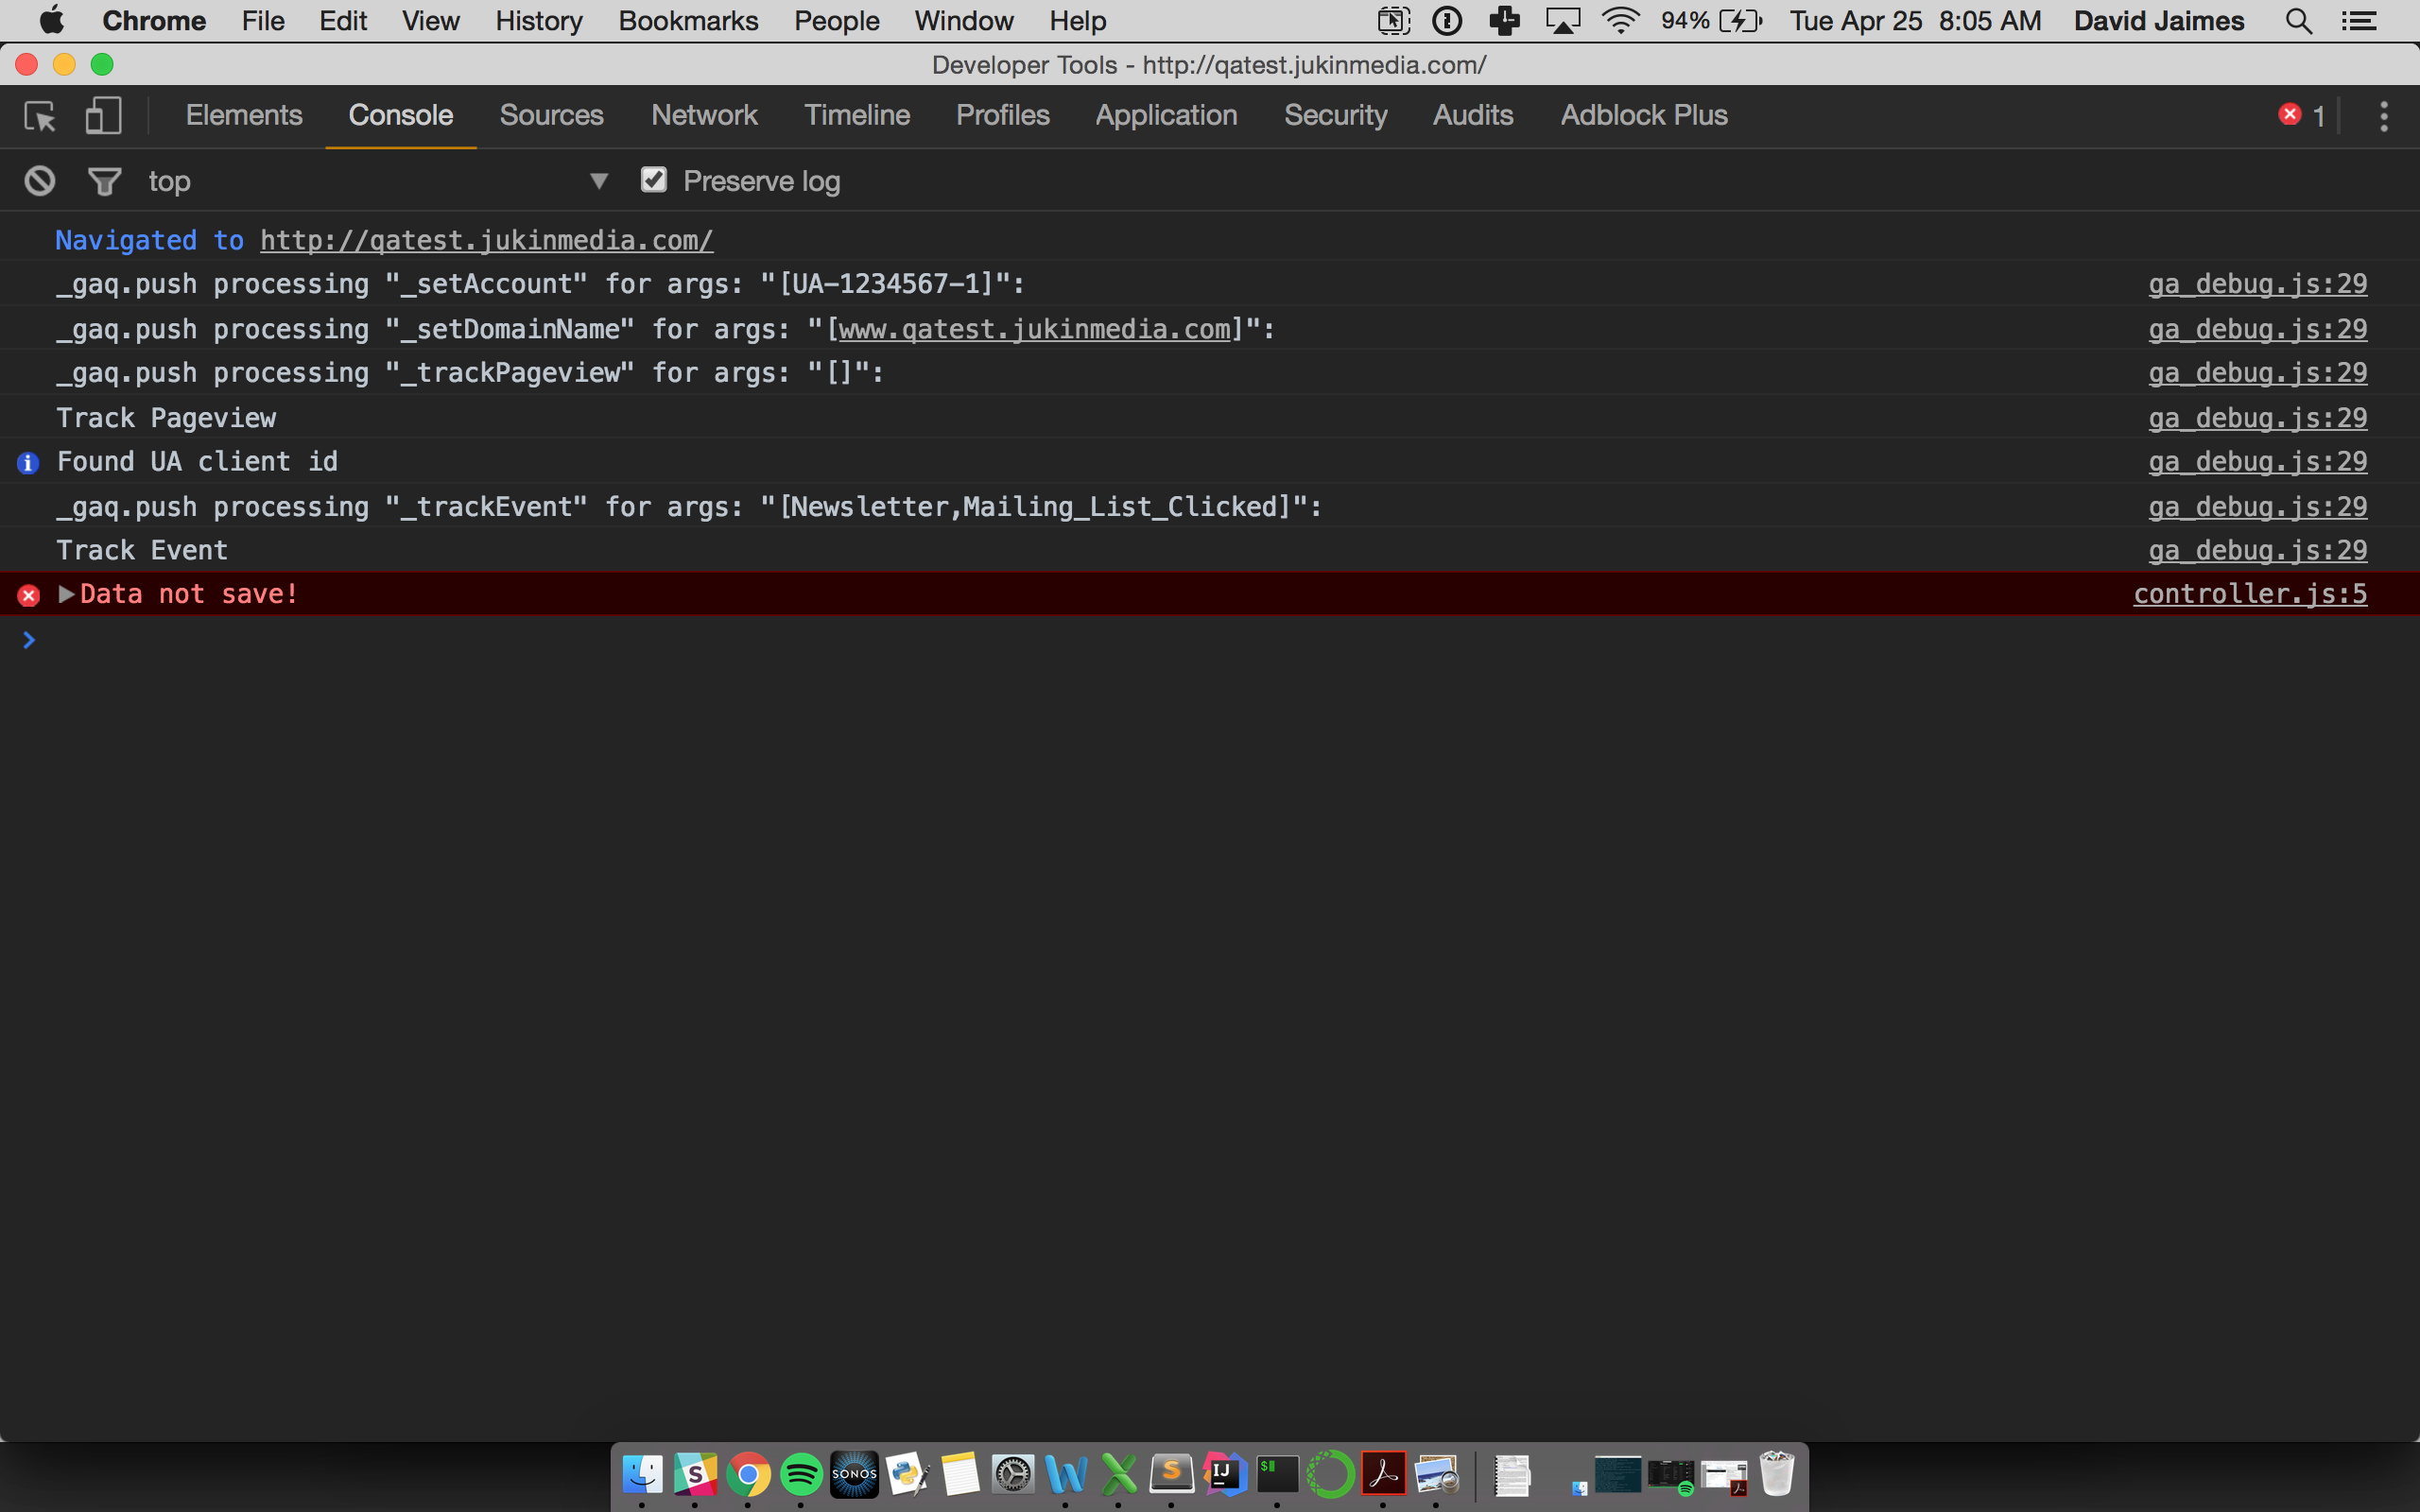 Chrome File Edit View History Bookmarks People Window Help 94% Tue Apr 25 8:05 AM David Jaimes
Developer Tools - http://qatest.jukinmedia.com/
Elements Console Sources Network Timeline Profiles Application Security Audits Adblock Plus 1
top Preserve log
Navigated to http://qatest.jukinmedia.com/
_gaq.push processing "_setAccount" for args: "[UA-1234567-1]": ga_debug.js:29
_gaq.push processing "_setDomainName" for args: "[www.qatest.jukinmedia.com]": ga_debug.js:29
_gaq.push processing "_trackPageview" for args: "[]": ga_debug.js:29
Track Pageview ga_debug.js:29
Found UA client id ga_debug.js:29
_gaq.push processing "_trackEvent" for args: "[Newsletter,Mailing_List_Clicked]": ga_debug.js:29
Track Event ga_debug.js:29
Data not save! controller.js:5
S SONOS W X S IJ $